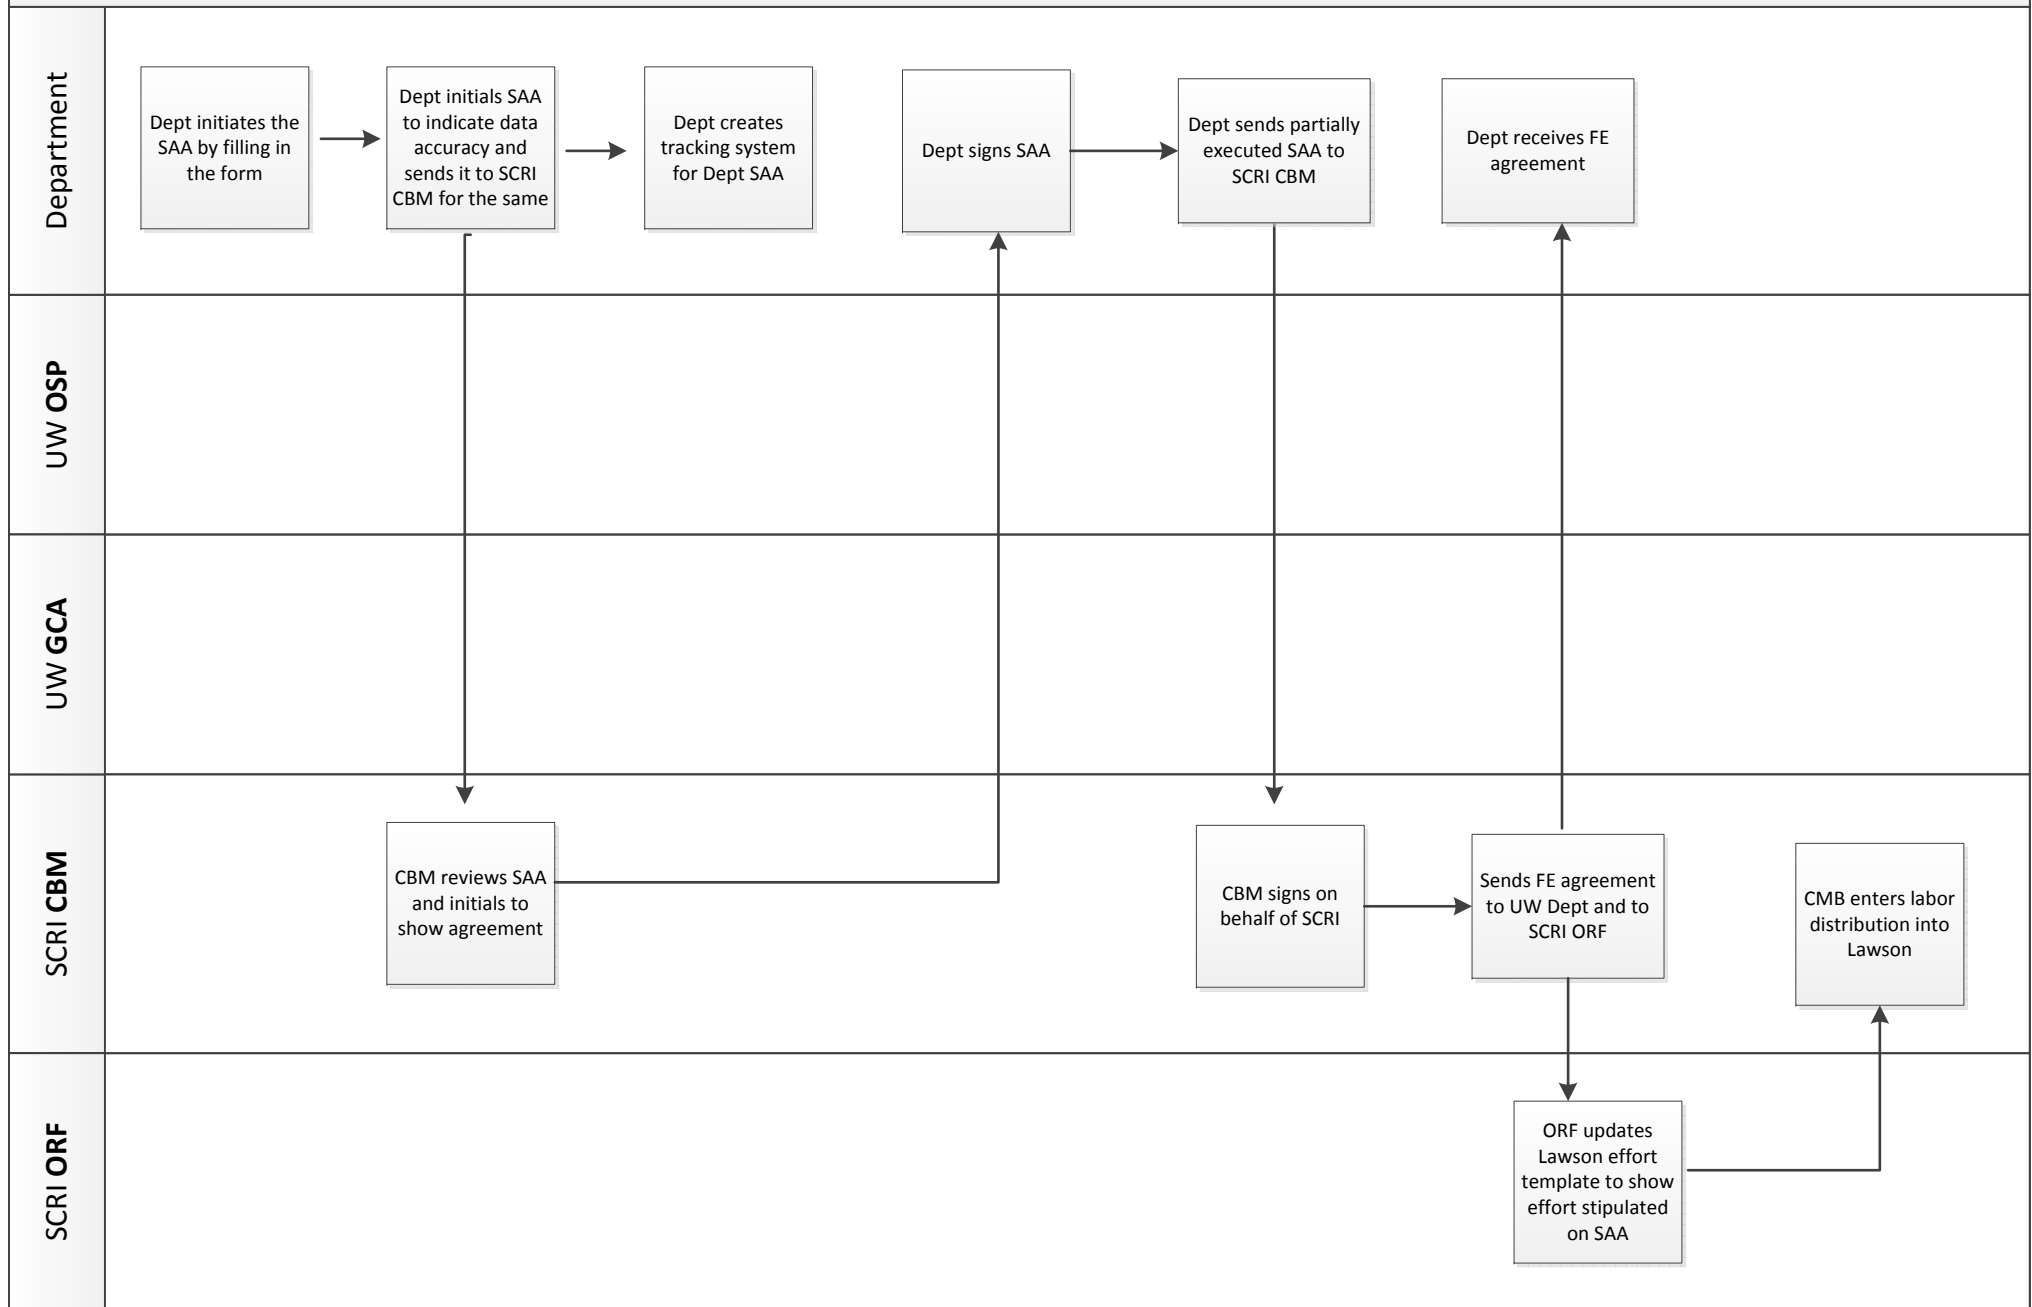 Department
Dept initiates the
SAA by filling in
the form
Dept initials SAA
to indicate data
accuracy and
sends it to SCRI
CBM for the same
Dept creates
tracking system
for Dept SAA
Dept signs SAA
Dept sends partially
executed SAA to
SCRI CBM
Dept receives FE
agreement
UW OSP
UW GCA
SCRI CBM
CBM reviews SAA
and initials to
show agreement
CBM signs on
behalf of SCRI
Sends FE agreement
to UW Dept and to
SCRI ORF
CMB enters labor
distribution into
Lawson
SCRI ORF
ORF updates
Lawson effort
template to show
effort stipulated
on SAA